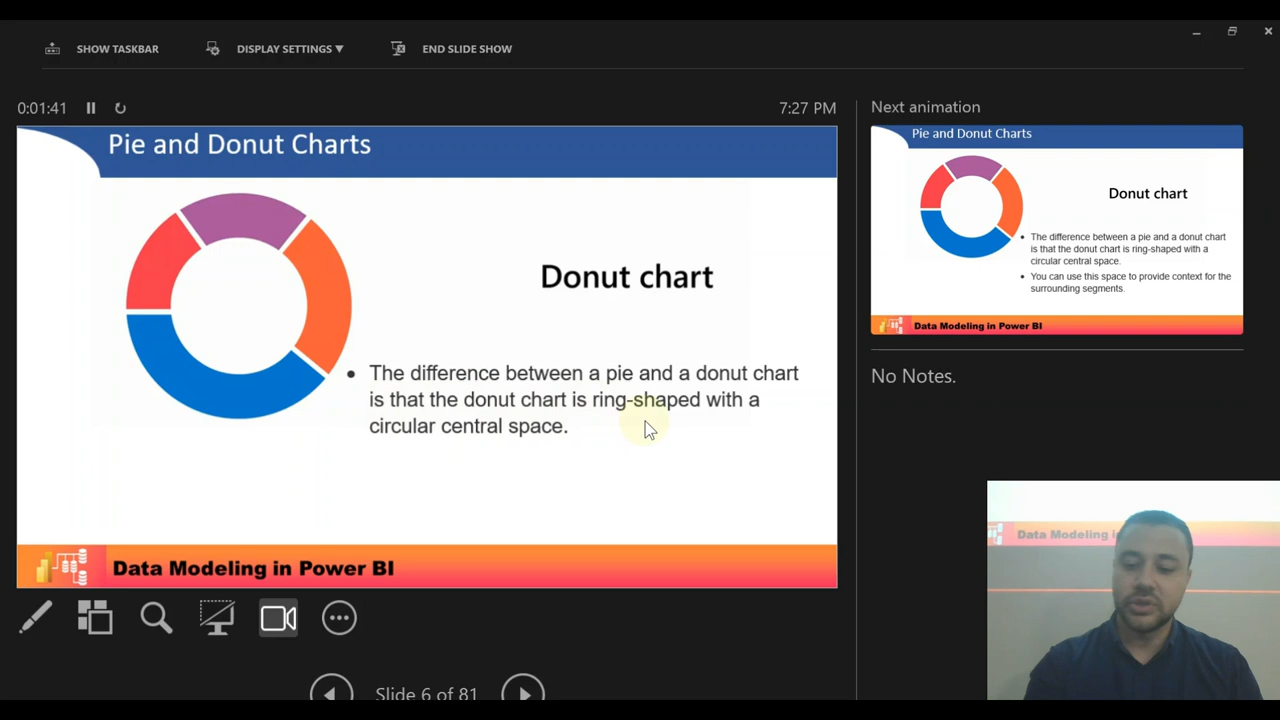 SHOW TASKBAR
DISPLAY SETTINGS ▼
END SLIDE SHOW
0:01:41
7:27 PM
Pie and Donut Charts
Donut chart
• The difference between a pie and a donut chart
is that the donut chart is ring-shaped with a
circular central space.
Data Modeling in Power BI
Slide 6 of 81
Next animation
Pie and Donut Charts
Donut chart
• The difference between a pie and a donut chart
is that the donut chart is ring-shaped with a
circular central space.
• You can use this space to provide context for the
surrounding segments.
Data Modeling in Power BI
No Notes.
Data Modeling i